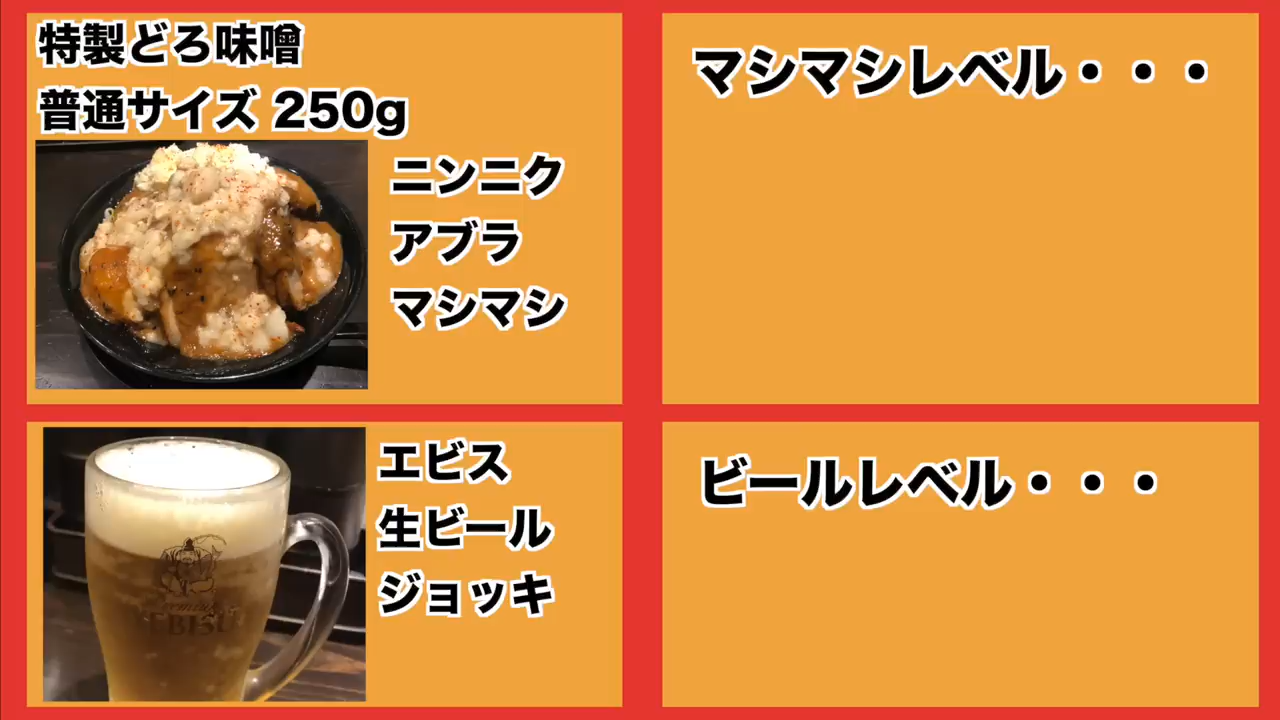 特製どろ味噌
普通サイズ 250g
ニンニク
アブラ
マシマシ
マシマシレベル・・・
エビス
生ビール
ジョッキ
ビールレベル・・・
YEBISU